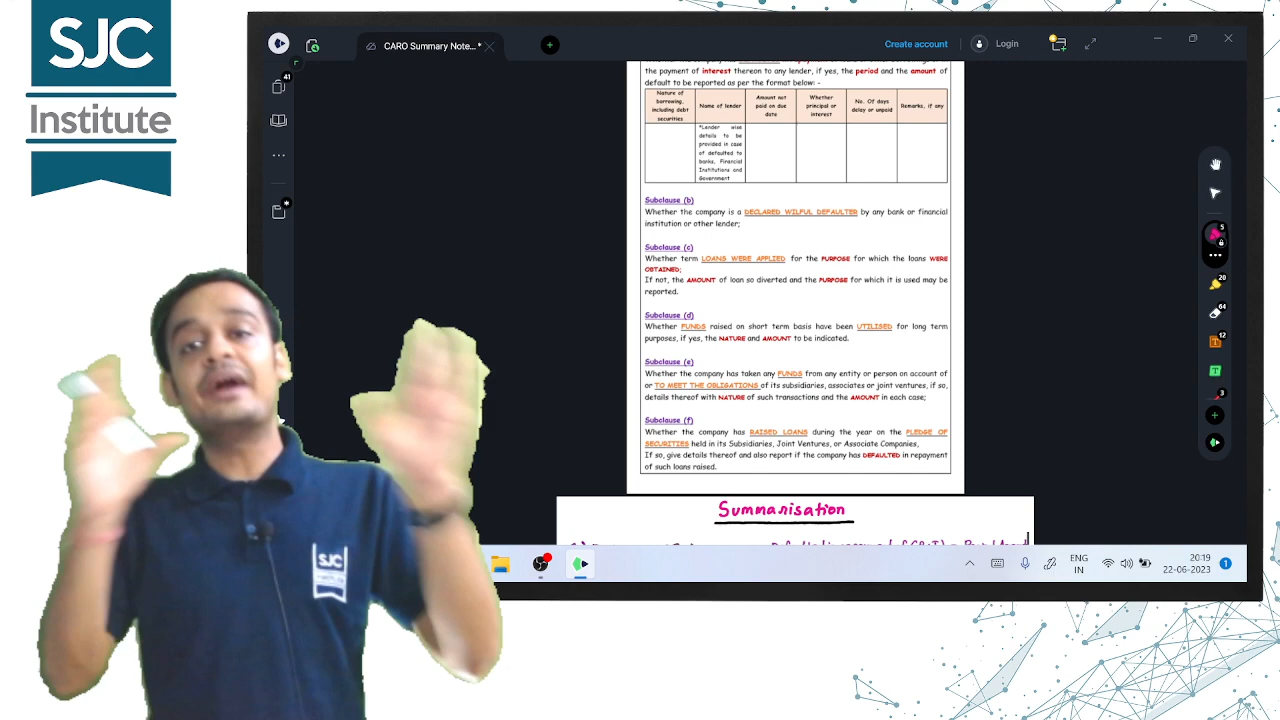 SJC
Institute
CARO Summary Note...*
Create account
Login
41
the payment of interest thereon to any lender, if yes, the period and the amount of
default to be reported as per the format below: -
Nature of borrowing, including debt securities
Name of lender
Amount not paid on due date
Whether principal or interest
No. Of days delay or unpaid
Remarks, if any
*Lender wise
details to be
provided in case
of defaulted to
banks, Financial
Institutions and
Government
Subclause (b)
Whether the company is a DECLARED WILFUL DEFAULTER by any bank or financial
institution or other lender;
Subclause (c)
Whether term LOANS WERE APPLIED for the PURPOSE for which the loans WERE
OBTAINED;
If not, the AMOUNT of loan so diverted and the PURPOSE for which it is used may be
reported.
Subclause (d)
Whether FUNDS raised on short term basis have been UTILISED for long term
purposes, if yes, the NATURE and AMOUNT to be indicated.
Subclause (e)
Whether the company has taken any FUNDS from any entity or person on account of
or TO MEET THE OBLIGATIONS of its subsidiaries, associates or joint ventures, if so,
details thereof with NATURE of such transactions and the AMOUNT in each case;
Subclause (f)
Whether the company has RAISED LOANS during the year on the PLEDGE OF
SECURITIES held in its Subsidiaries, Joint Ventures, or Associate Companies,
If so, give details thereof and also report if the company has DEFAULTED in repayment
of such loans raised.
Summarisation
5
20
64
12
T
3
ENG
IN
20:19
22-06-2023
1
SJC